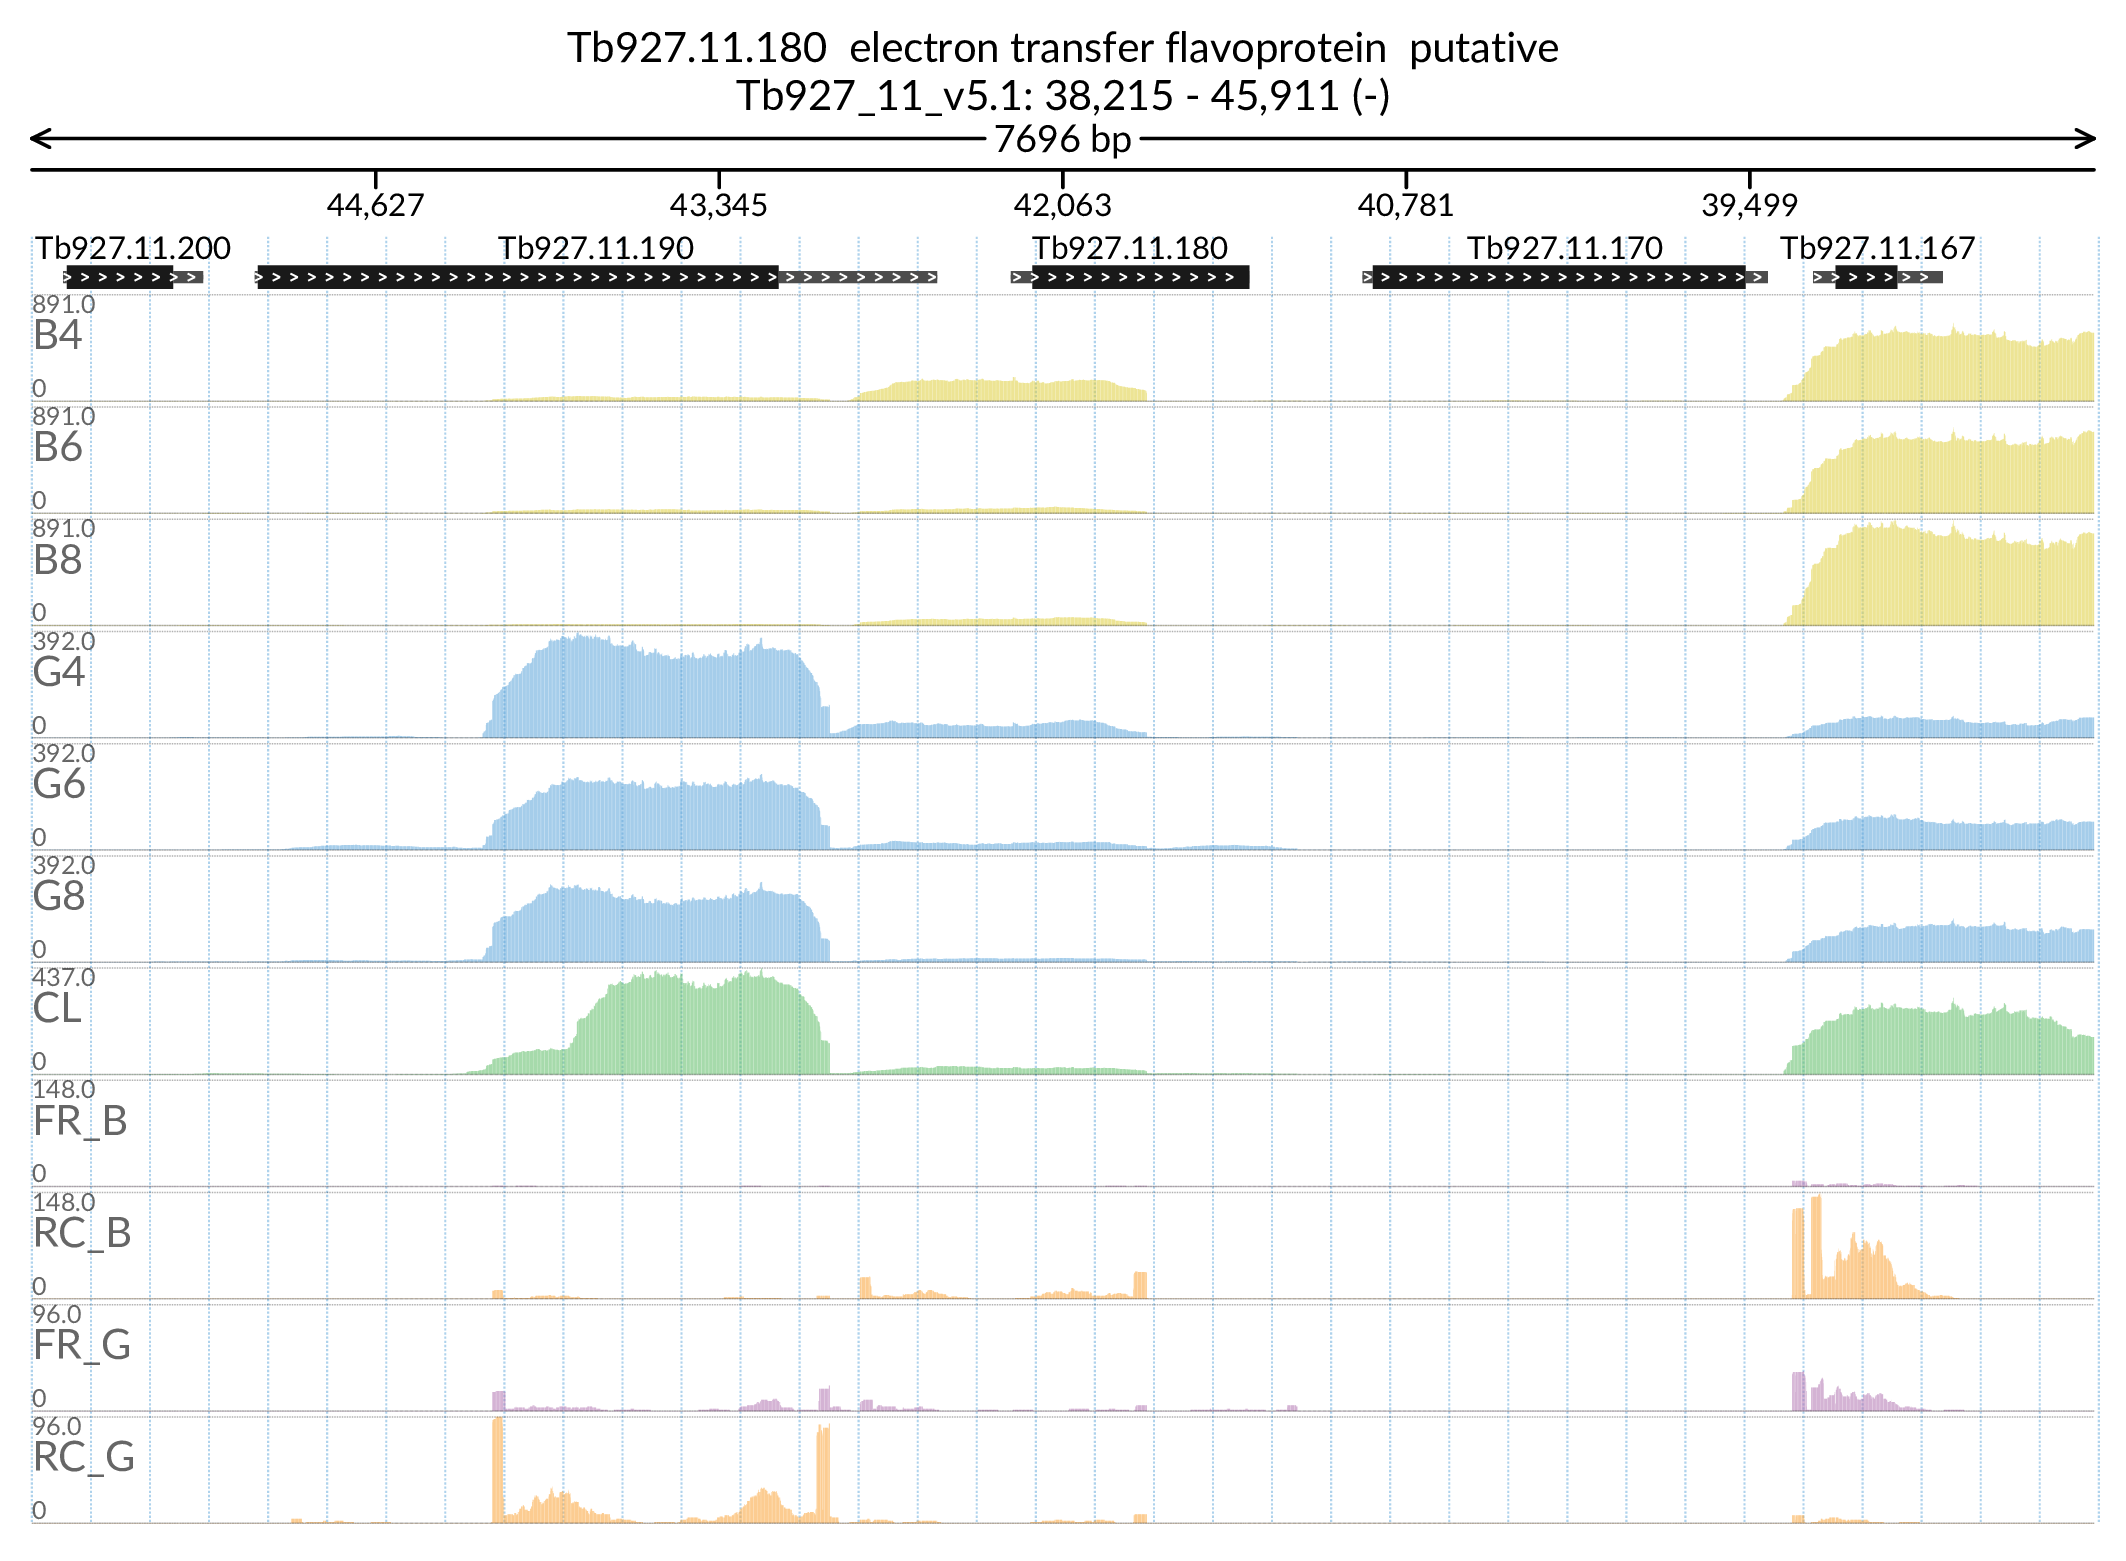 Tb927.11.180  electron transfer flavoprotein  putative
Tb927_11_v5.1: 38,215 - 45,911 (-)
7696 bp
44,627 43,345 42,063 40,781 39,499
Tb927.11.200 Tb927.11.190 Tb927.11.180 Tb927.11.170 Tb927.11.167
891.0
B4
0
891.0
B6
0
891.0
B8
0
392.0
G4
0
392.0
G6
0
392.0
G8
0
437.0
CL
0
148.0
FR_B
0
148.0
RC_B
0
96.0
FR_G
0
96.0
RC_G
0